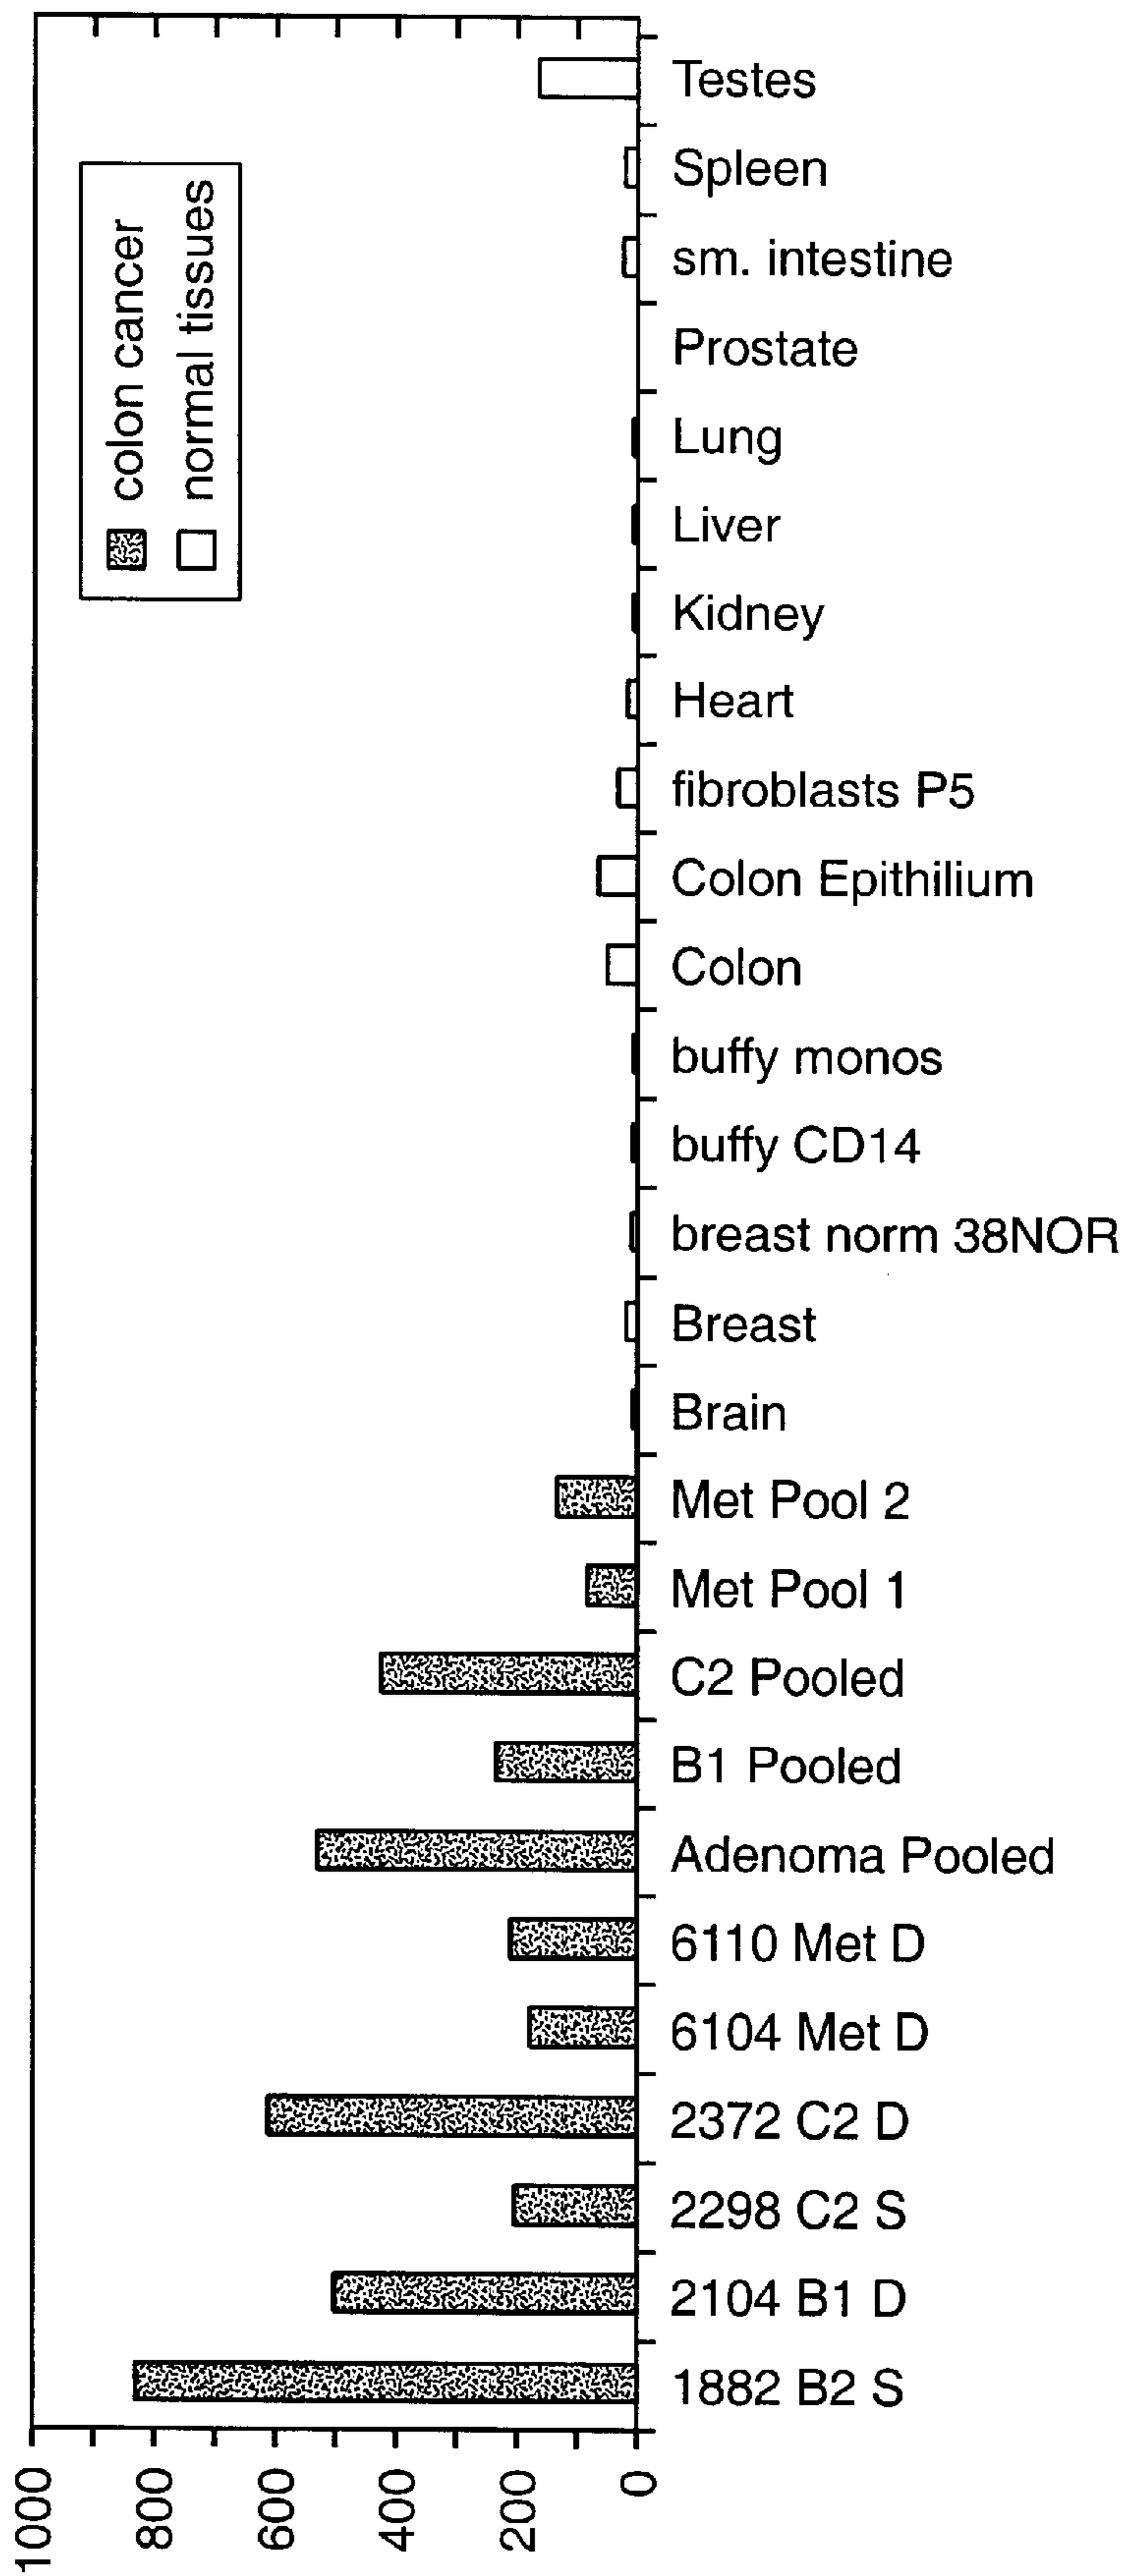 1000
800
600
400
200
0
colon cancer
normal tissues
1882 B2 S
2104 B1 D
2298 C2 S
2372 C2 D
6104 Met D
6110 Met D
Adenoma Pooled
B1 Pooled
C2 Pooled
Met Pool 1
Met Pool 2
Brain
Breast
breast norm 38NOR
buffy CD14
buffy monos
Colon
Colon Epithilium
fibroblasts P5
Heart
Kidney
Liver
Lung
Prostate
sm. intestine
Spleen
Testes